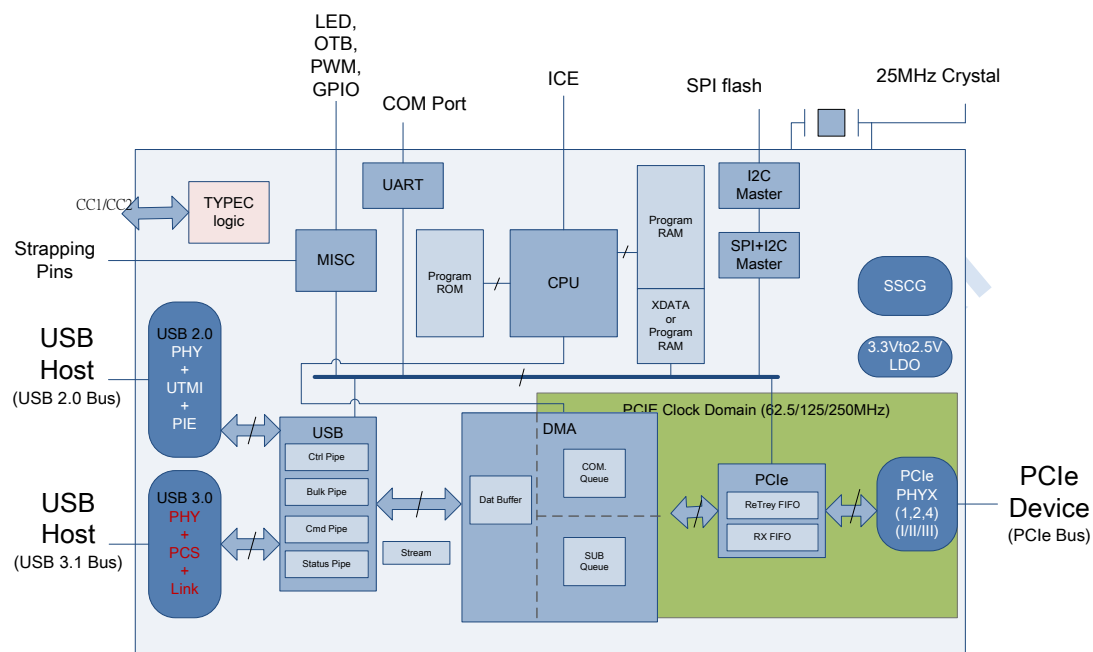 LED,
OTB,
PWM,
GPIO
COM Port
ICE
SPI flash
25MHz Crystal
CC1/CC2
TYPEC
logic
UART
I2C
Master
Strapping
Pins
MISC
Program
ROM
CPU
Program
RAM
XDATA
or
Program
RAM
SPI+I2C
Master
SSCG
3.3Vto2.5V
LDO
USB
Host
(USB 2.0 Bus)
USB 2.0
PHY
+
UTMI
+
PIE
USB
Host
(USB 3.1 Bus)
USB 3.0
PHY
+
PCS
+
Link
USB
Ctrl Pipe
Bulk Pipe
Cmd Pipe
Status Pipe
Stream
PCIE Clock Domain (62.5/125/250MHz)
DMA
Dat Buffer
COM.
Queue
SUB
Queue
PCIe
ReTrey FIFO
RX FIFO
PCIe
PHYX
(1,2,4)
(I/II/III)
PCIe
Device
(PCIe Bus)